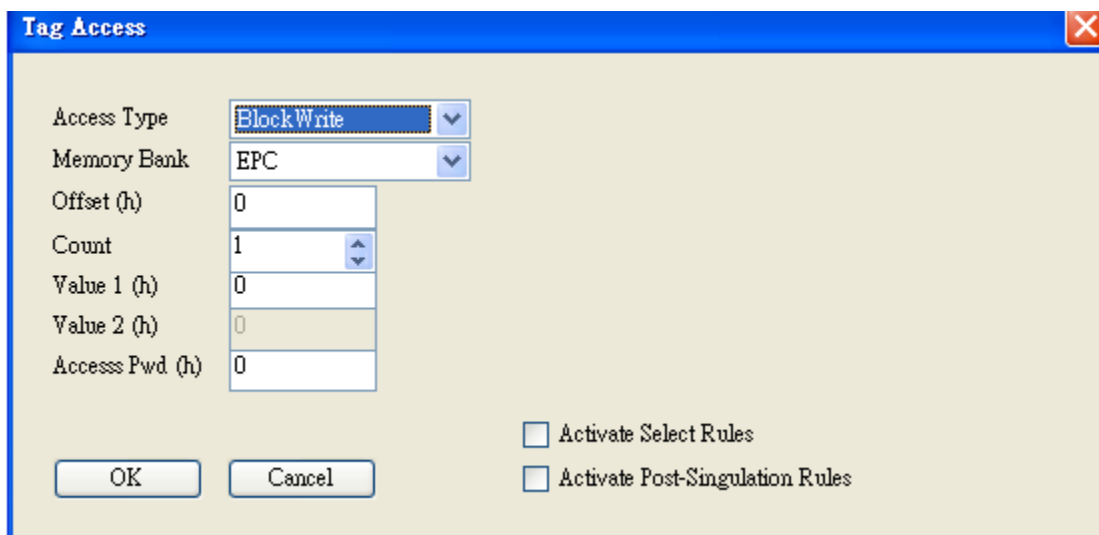 Tag Access
Access Type BlockWrite
Memory Bank EPC
Offset (h) 0
Count 1
Value 1 (h) 0
Value 2 (h) 0
Accesss Pwd (h) 0
Activate Select Rules
OK Cancel Activate Post-Singulation Rules